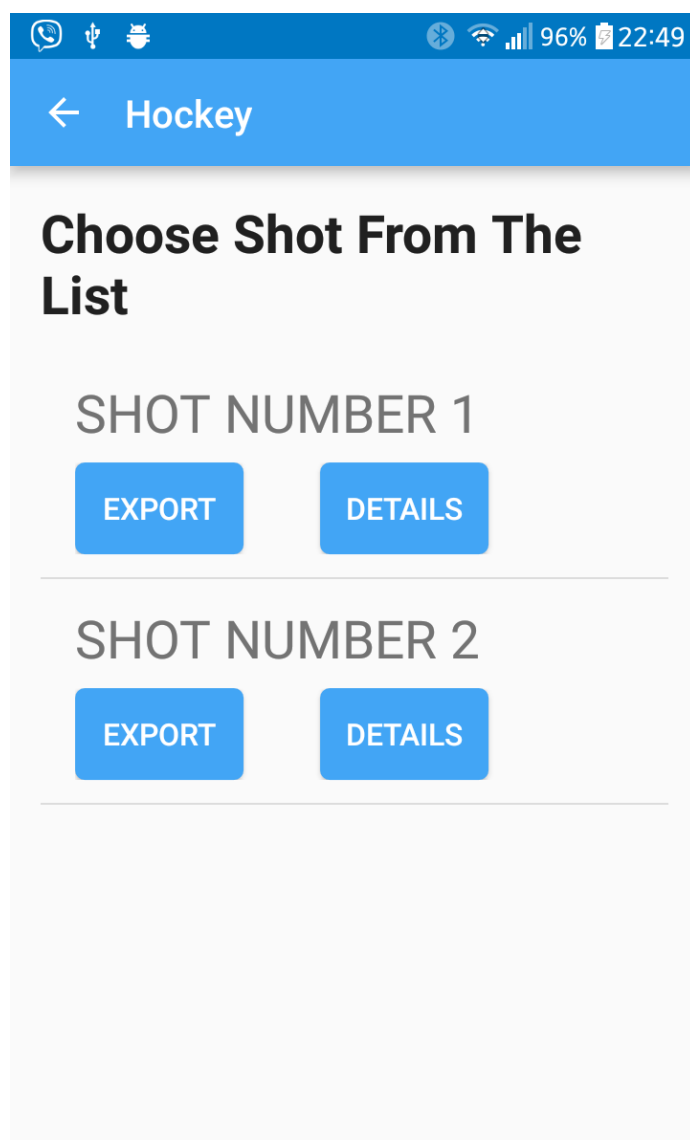 96% 22:49
Hockey
Choose Shot From The
List
SHOT NUMBER 1
EXPORT DETAILS
SHOT NUMBER 2
EXPORT DETAILS